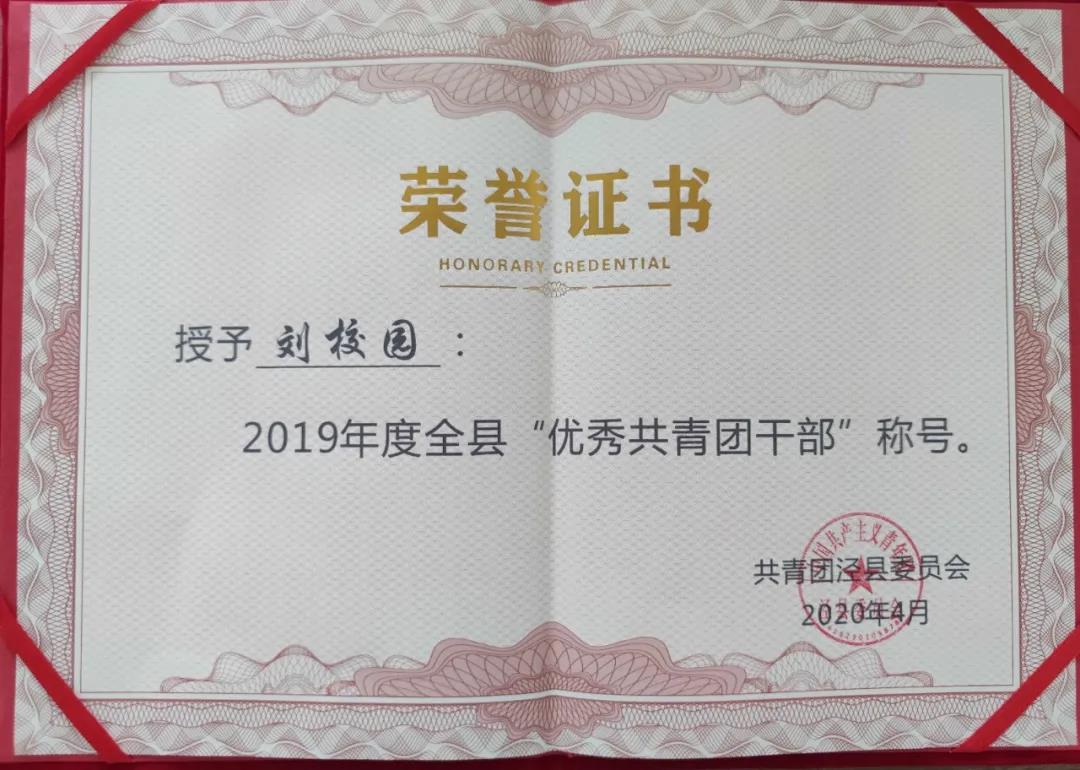 荣誉证书
HONORARY CREDENTIAL
授予 刘校园 ：
2019年度全县“优秀共青团干部”称号。
共青团泾县委员会
2020年4月